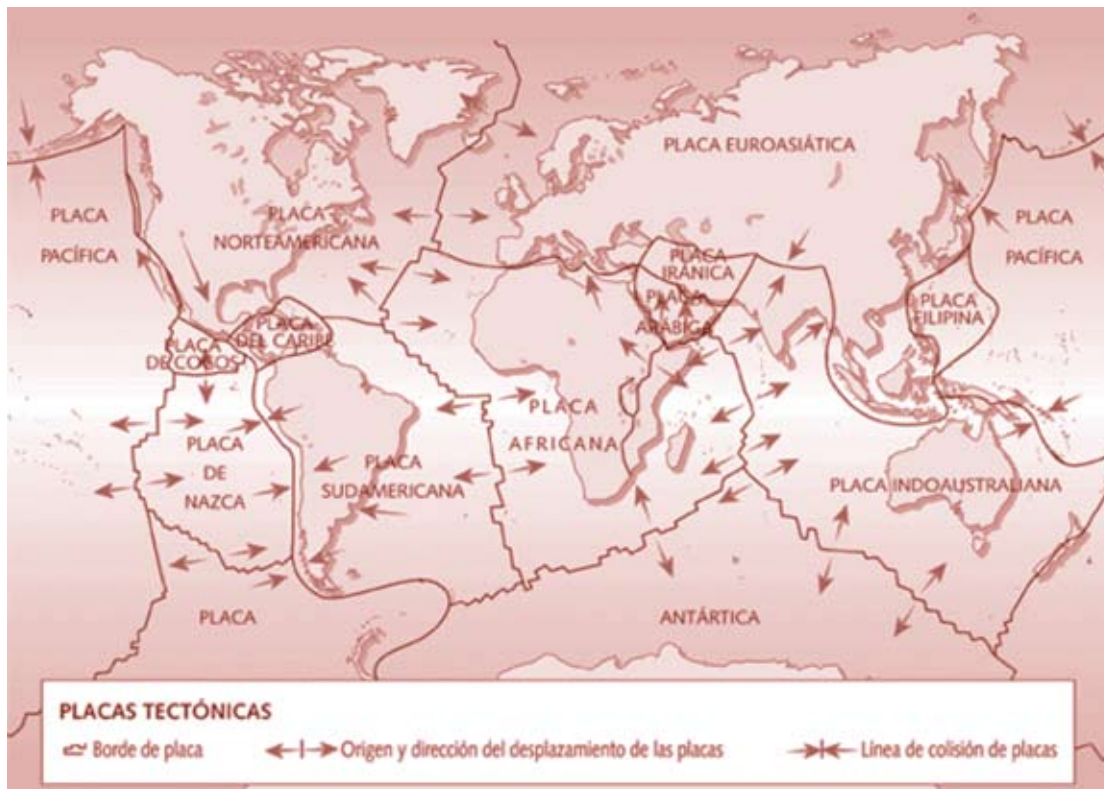 PLACA EUROASIÁTICA
PLACA
PACÍFICA
PLACA
NORTEAMERICANA
PLACA
PACÍFICA
PLACA
IRÁNICA
PLACA
ARÁBIGA
PLACA
FILIPINA
PLACA
DEL CARIBE
PLACA
DE COCOS
PLACA
AFRICANA
PLACA
DE
NAZCA
PLACA
SUDAMERICANA
PLACA INDOAUSTRALIANA
PLACA
ANTÁRTICA
PLACAS TECTÓNICAS
Borde de placa
Origen y dirección del desplazamiento de las placas
Línea de colisión de placas